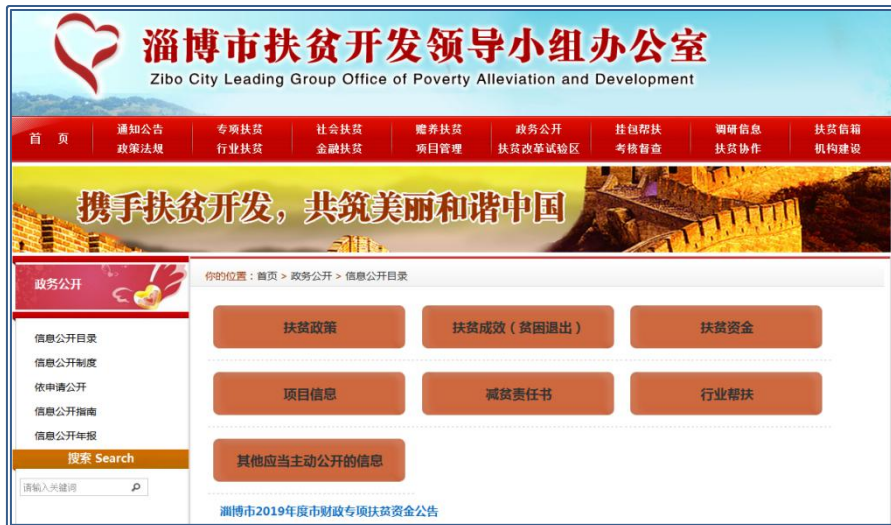 淄博市扶贫开发领导小组办公室
Zibo City Leading Group Office of Poverty Alleviation and Development
首 页 通知公告 专项扶贫 社会扶贫 赡养扶贫 政务公开 挂包帮扶 调研信息 扶贫信箱
政策法规 行业扶贫 金融扶贫 项目管理 扶贫改革试验区 考核督查 扶贫协作 机构建设
携手扶贫开发，共筑美丽和谐中国
政务公开
你的位置：首页 > 政务公开 > 信息公开目录
信息公开目录
信息公开制度
依申请公开
信息公开指南
信息公开年报
搜索 Search
请输入关键词
扶贫政策 扶贫成效（贫困退出） 扶贫资金
项目信息 减贫责任书 行业帮扶
其他应当主动公开的信息
淄博市2019年度市财政专项扶贫资金公告